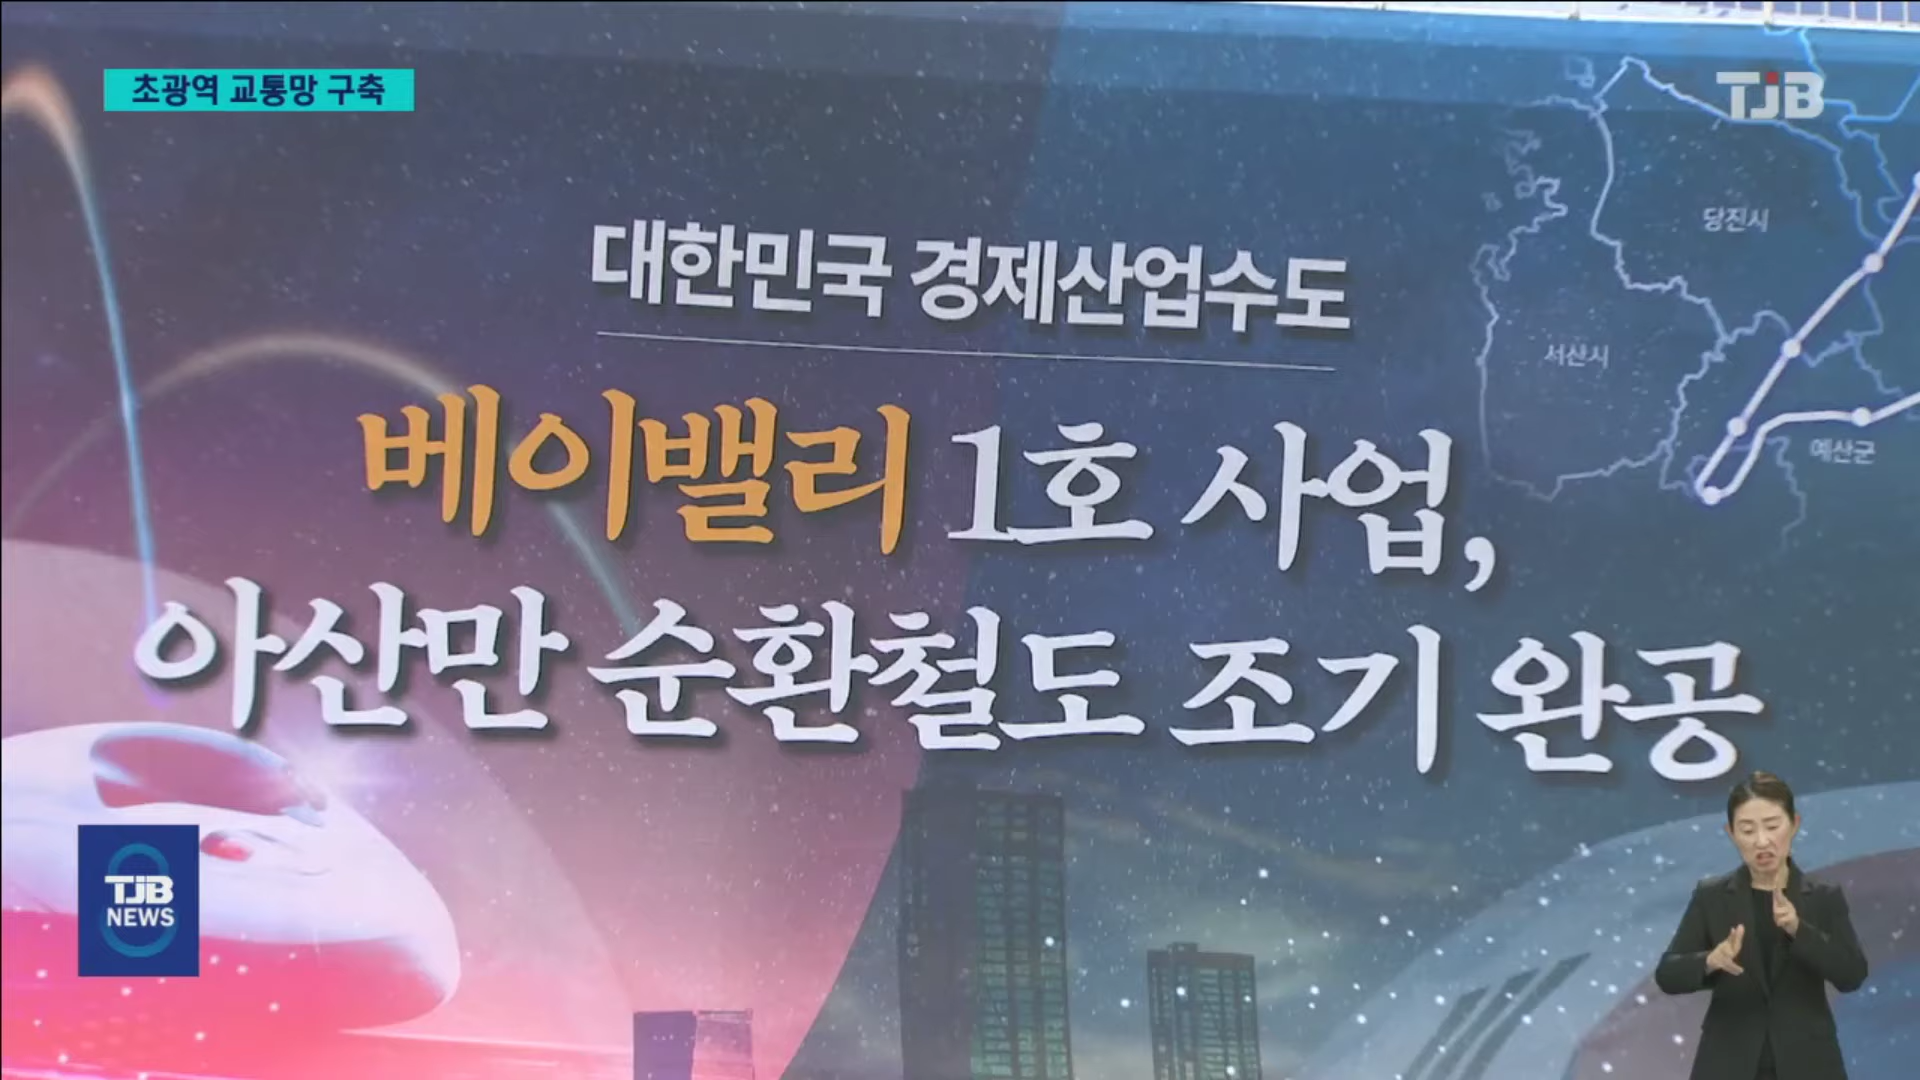 초광역 교통망 구축
TJB
당진시
대한민국 경제산업수도
서산시
베이밸리 1호 사업,
예산군
아산만 순환철도 조기 완공
TJB
NEWS